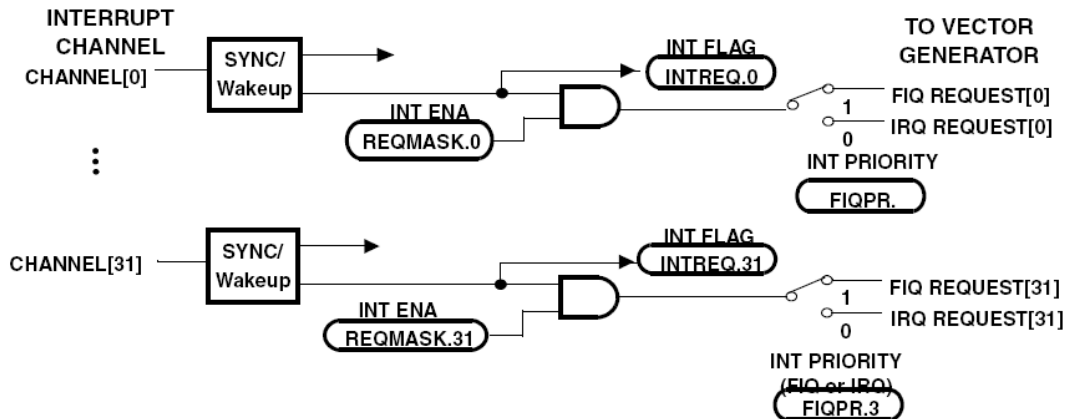 INTERRUPT
CHANNEL
CHANNEL[0]
SYNC/
Wakeup
INT FLAG
INTREQ.0
INT ENA
REQMASK.0
TO VECTOR
GENERATOR
FIQ REQUEST[0]
1
IRQ REQUEST[0]
0
INT PRIORITY
FIQPR.
CHANNEL[31]
SYNC/
Wakeup
INT FLAG
INTREQ.31
INT ENA
REQMASK.31
FIQ REQUEST[31]
1
IRQ REQUEST[31]
0
INT PRIORITY
(FIQ or IRQ)
FIQPR.3